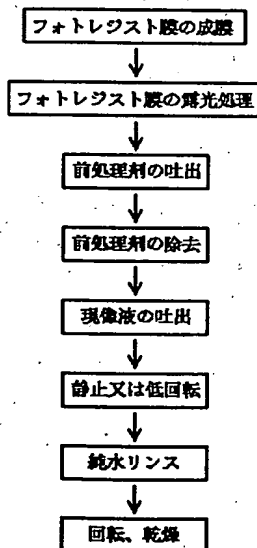 フォトレジスト膜の成膜
フォトレジスト膜の露光処理
前処理剤の吐出
前処理剤の除去
現像液の吐出
静止又は低回転
純水リンス
回転、乾燥